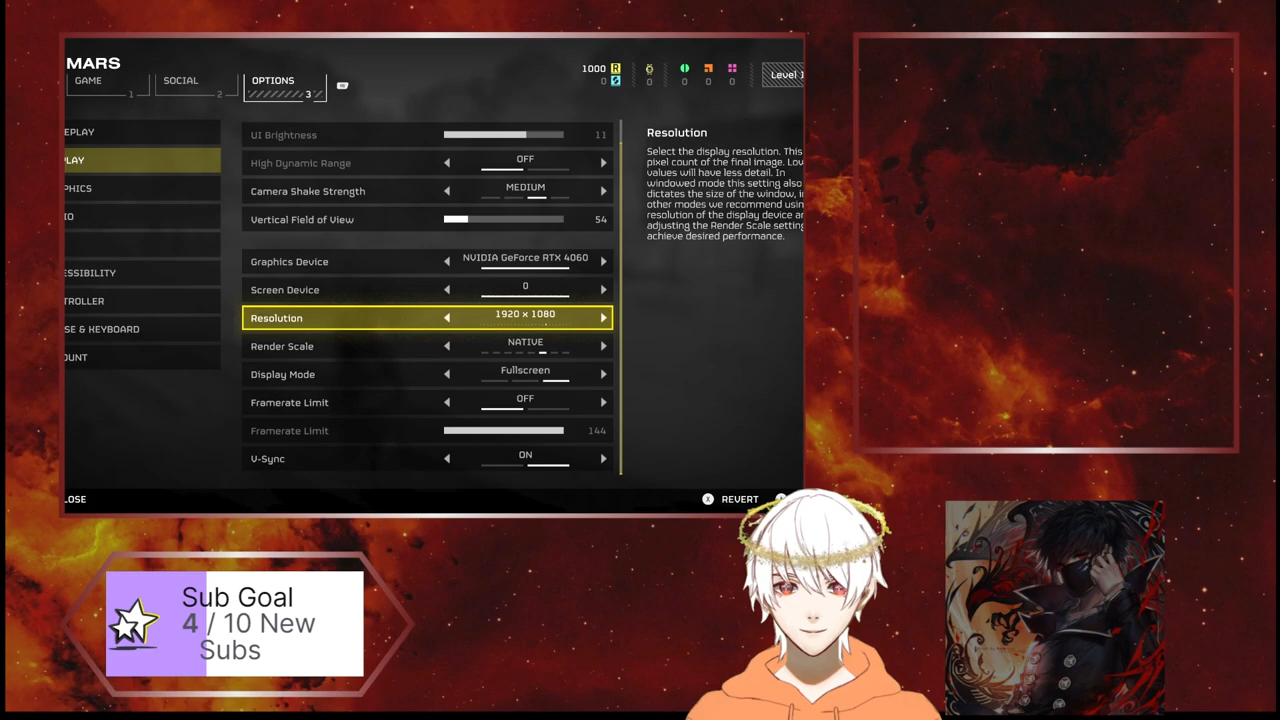 MARS
GAME 1
SOCIAL 2
OPTIONS 3
1000
0 0 0 0 0
Level 1
EPLAY
LAY
PHICS
IO
ESSIBILITY
TROLLER
SE & KEYBOARD
OUNT
UI Brightness 11
High Dynamic Range OFF
Camera Shake Strength MEDIUM
Vertical Field of View 54
Graphics Device NVIDIA GeForce RTX 4060
Screen Device 0
Resolution 1920 x 1080
Render Scale NATIVE
Display Mode Fullscreen
Framerate Limit OFF
Framerate Limit 144
V-Sync ON
Resolution
Select the display resolution. This
pixel count of the final image. Low
values will have less detail. In
windowed mode this setting also
dictates the size of the window, i
other modes we recommend usin
resolution of the display device an
adjusting the Render Scale setting
achieve desired performance.
LOSE
X REVERT
Sub Goal
4 / 10 New
Subs